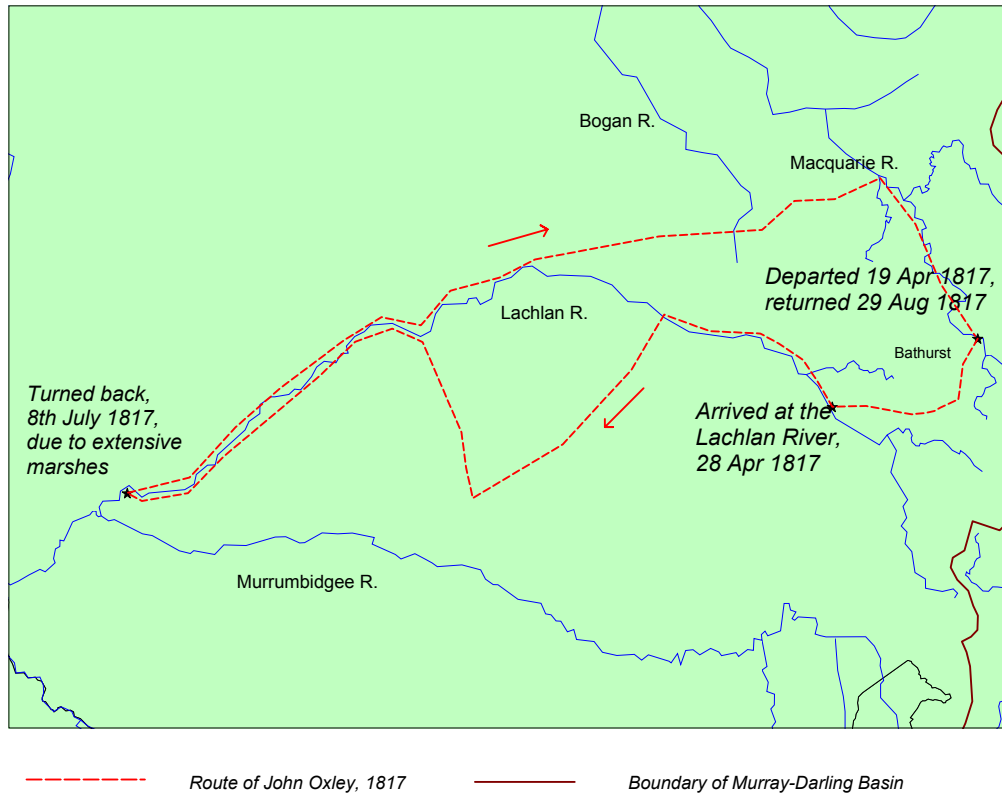 Bogan R.
Macquarie R.
Departed 19 Apr 1817,
returned 29 Aug 1817
Lachlan R.
Bathurst
Turned back,
8th July 1817,
due to extensive
marshes
Arrived at the
Lachlan River,
28 Apr 1817
Murrumbidgee R.
Route of John Oxley, 1817
Boundary of Murray-Darling Basin